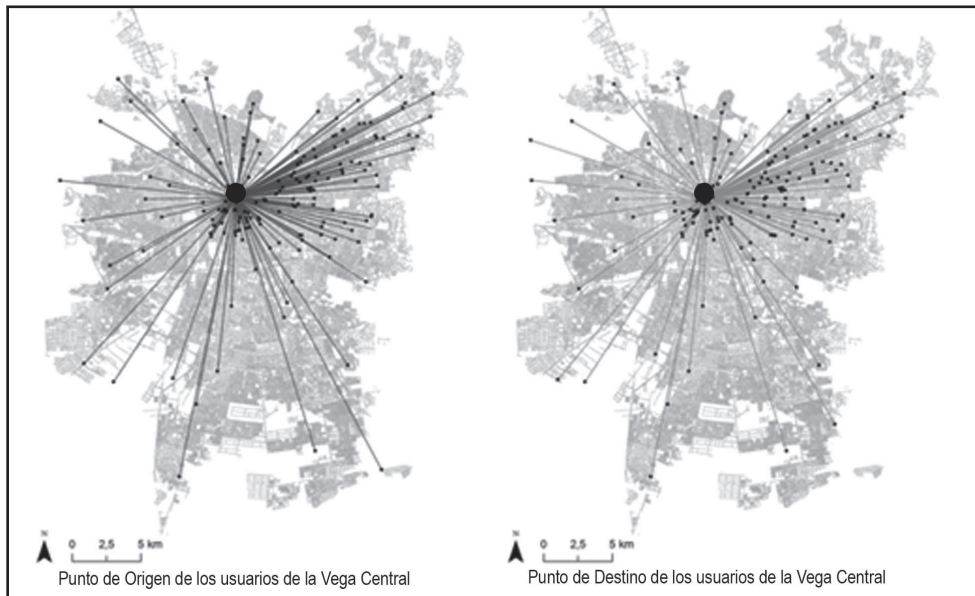 N
0 2,5 5 km
Punto de Origen de los usuarios de la Vega Central
N
0 2,5 5 km
Punto de Destino de los usuarios de la Vega Central